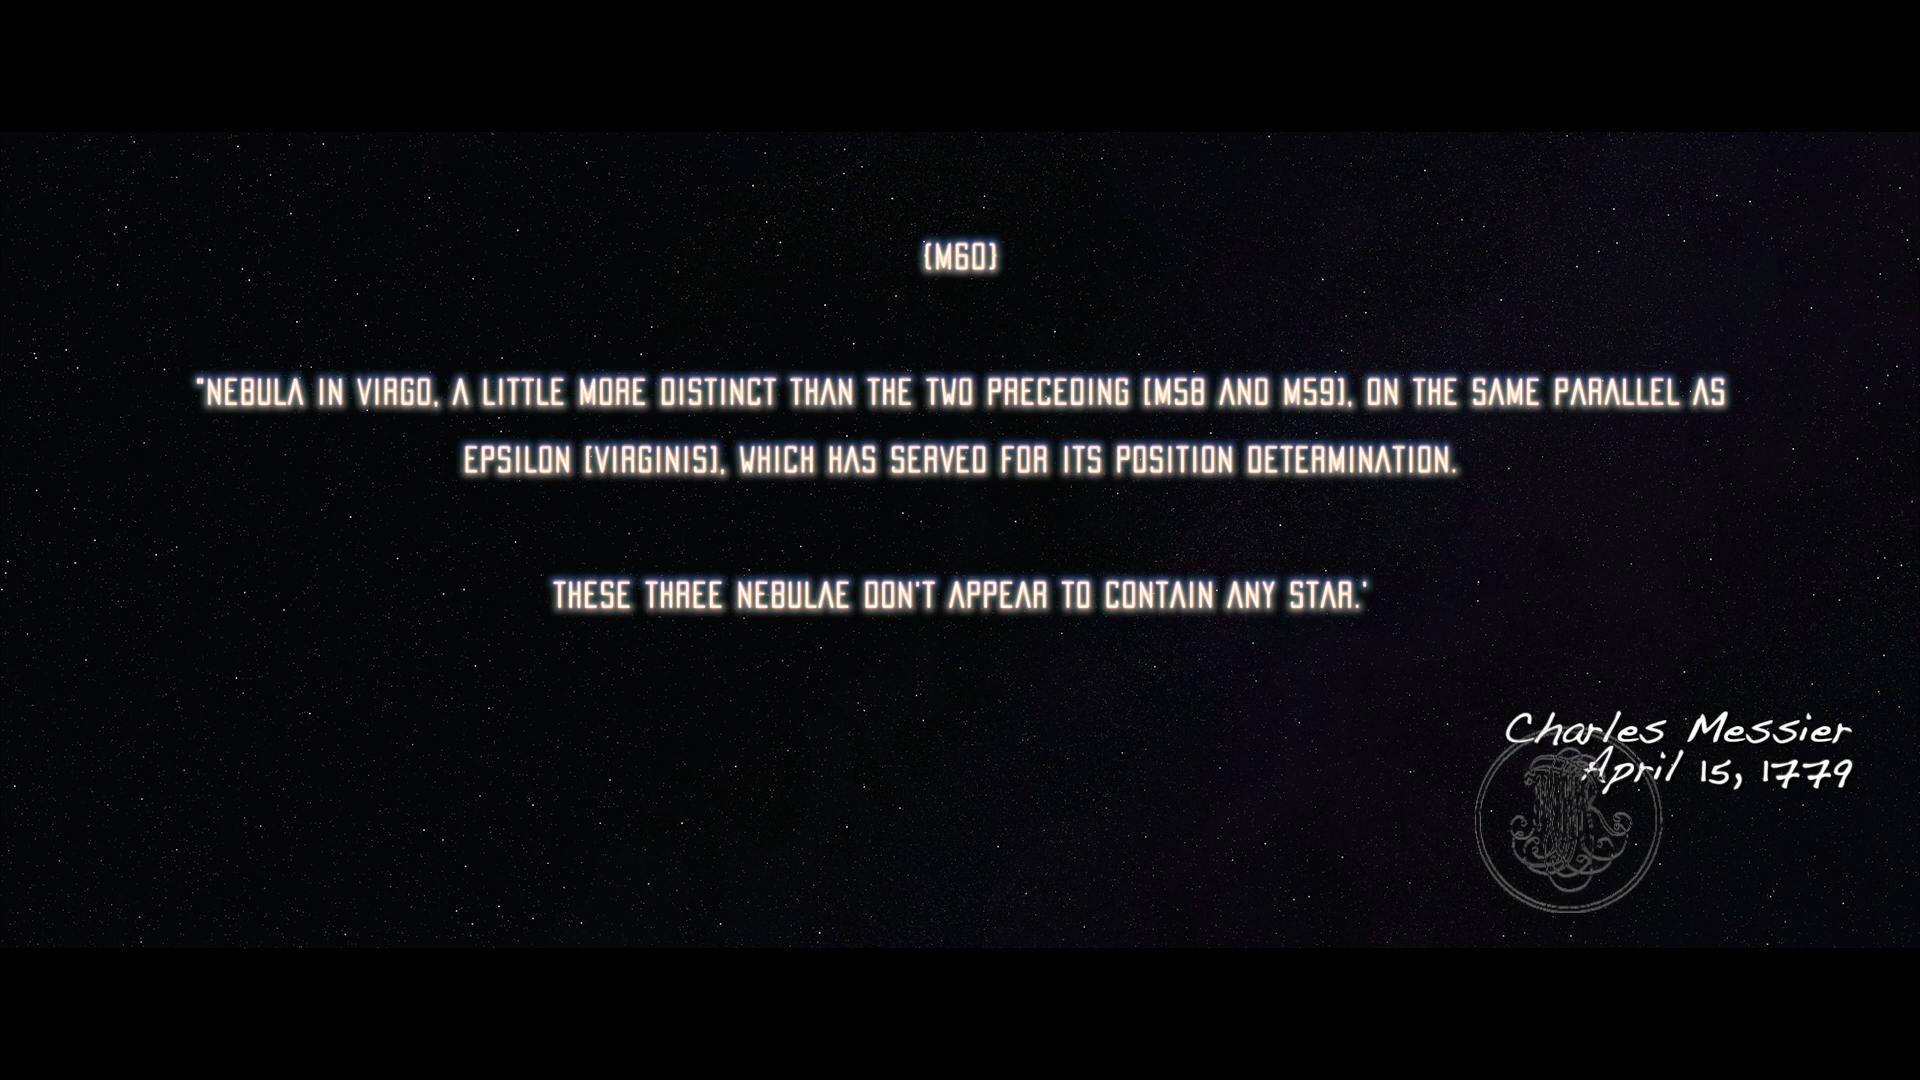 {M60}
"NEBULA IN VIRGO, A LITTLE MORE DISTINCT THAN THE TWO PRECEDING [M58 AND M59], ON THE SAME PARALLEL AS
EPSILON [VIRGINIS], WHICH HAS SERVED FOR ITS POSITION DETERMINATION.
THESE THREE NEBULAE DON'T APPEAR TO CONTAIN ANY STAR.'
Charles Messier
April 15, 1779